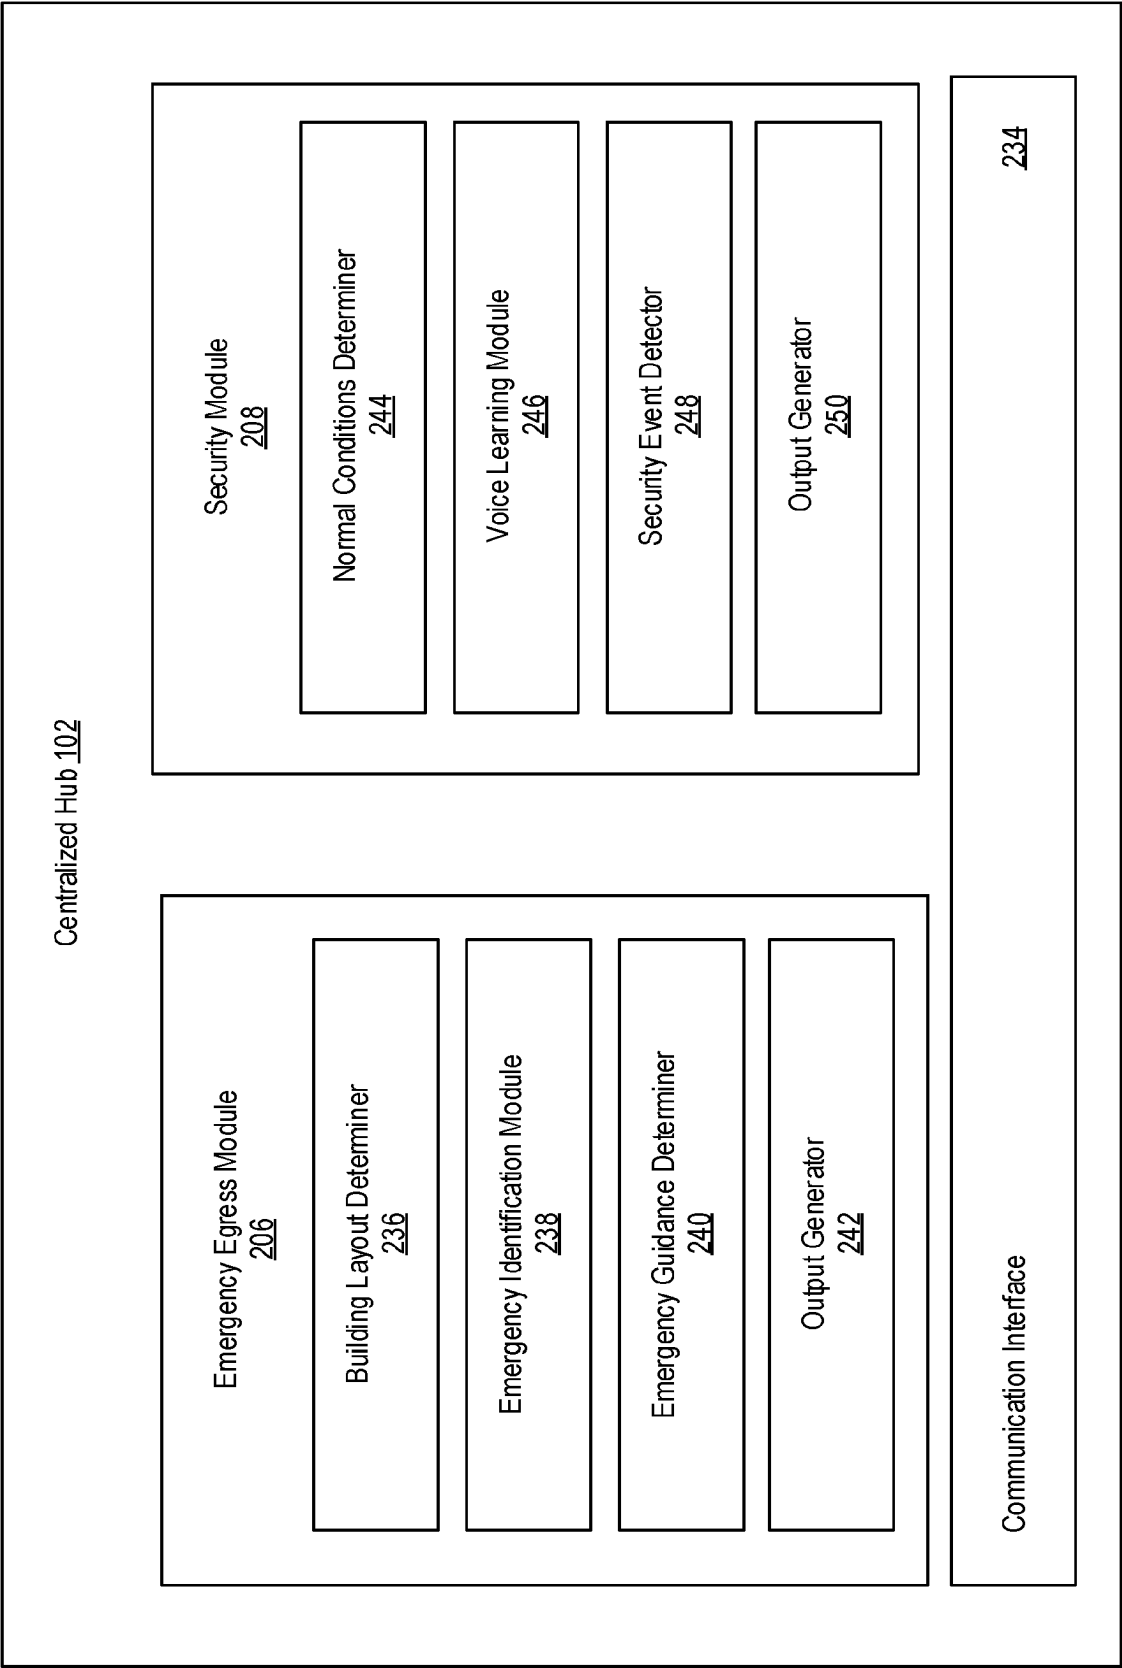 Centralized Hub 102
Emergency Egress Module
206
Building Layout Determiner
236
Emergency Identification Module
238
Emergency Guidance Determiner
240
Output Generator
242
Security Module
208
Normal Conditions Determiner
244
Voice Learning Module
246
Security Event Detector
248
Output Generator
250
Communication Interface
234